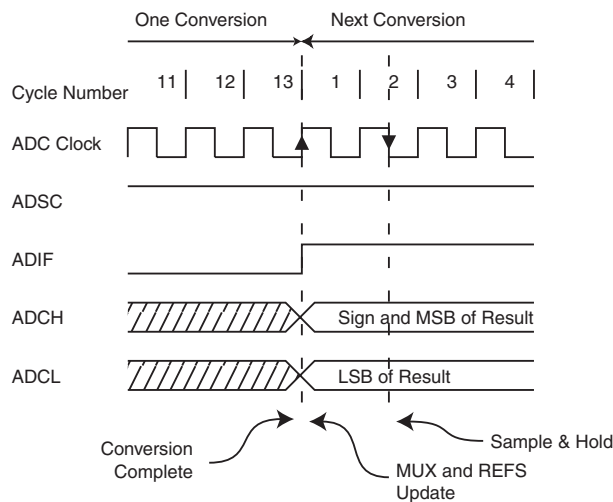 One Conversion Next Conversion
Cycle Number 11 12 13 1 2 3 4
ADC Clock
ADSC
ADIF
ADCH Sign and MSB of Result
ADCL LSB of Result
Conversion
Complete
MUX and REFS
Update
Sample & Hold